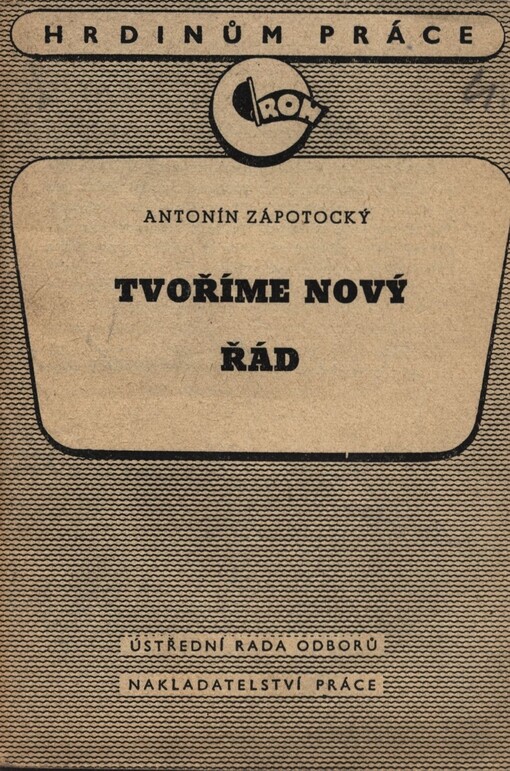 HRDINŮM PRÁCE
ROH
ANTONÍN ZÁPOTOCKÝ
TVOŘÍME NOVÝ
ŘÁD
ÚSTŘEDNÍ RADA ODBORŮ
NAKLADATELSTVÍ PRÁCE